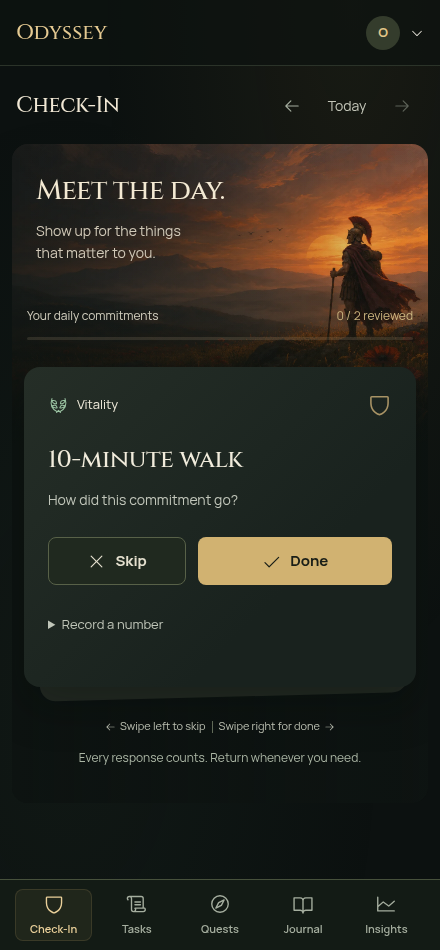 ODYSSEY
O
CHECK-IN
← Today →
MEET THE DAY.
Show up for the things
that matter to you.
Your daily commitments
0 / 2 reviewed
Vitality
10-MINUTE WALK
How did this commitment go?
Skip
Done
Record a number
← Swipe left to skip | Swipe right for done →
Every response counts. Return whenever you need.
Check-In
Tasks
Quests
Journal
Insights